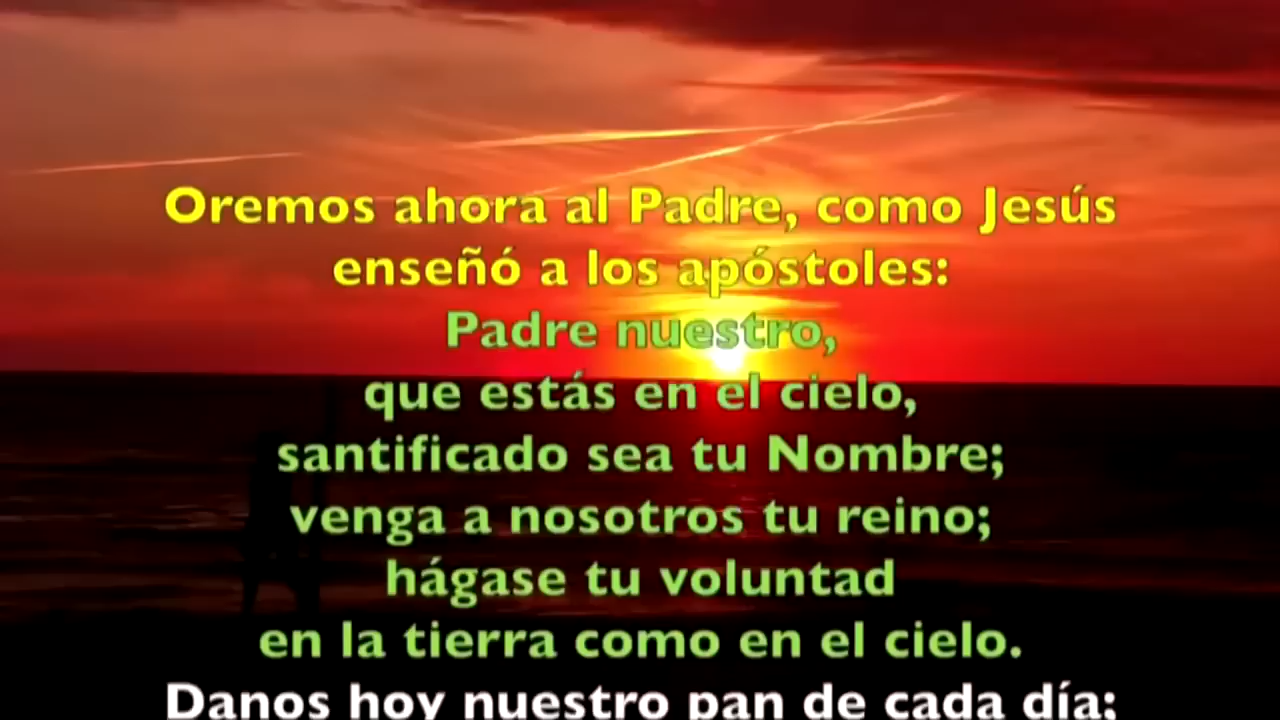 Oremos ahora al Padre, como Jesús
enseñó a los apóstoles:
Padre nuestro,
que estás en el cielo,
santificado sea tu Nombre;
venga a nosotros tu reino;
hágase tu voluntad
en la tierra como en el cielo.
Danos hoy nuestro pan de cada día;